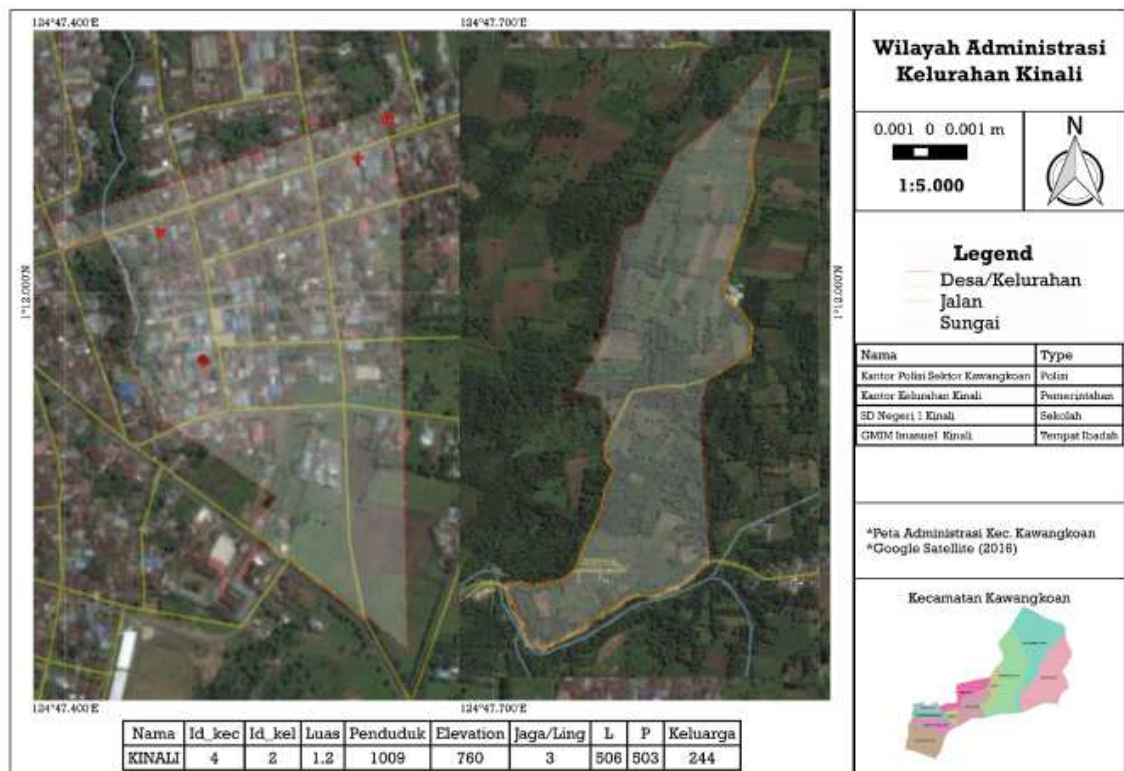 124°47.400'E
124°47.700'E
1°12.000'N
1°12.000'N
124°47.400'E
124°47.700'E
Nama Id_kec Id_kel Luas Penduduk Elevation Jaga/Ling L P Keluarga
KINALI 4 2 1.2 1009 760 3 506 503 244
Wilayah Administrasi
Kelurahan Kinali
0.001 0 0.001 m
1:5.000
N
Legend
Desa/Kelurahan
Jalan
Sungai
Nama Type
Kantor Polisi Sektor Kawangkoan Polisi
Kantor Kelurahan Kinali Pemerintahan
SD Negeri 1 Kinali Sekolah
GMIM Imanuel Kinali Tempat Ibadah
*Peta Administrasi Kec. Kawangkoan
*Google Satellite (2016)
Kecamatan Kawangkoan